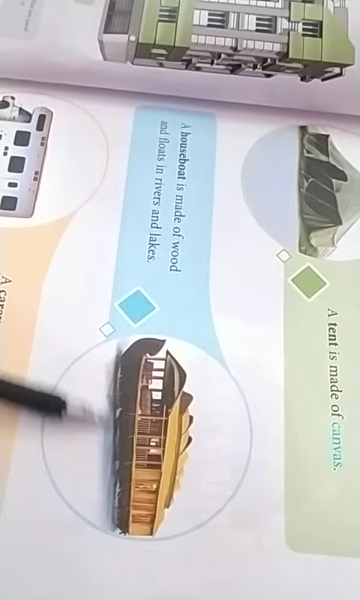 A tent is made of canvas.
A houseboat is made of wood
and floats in rivers and lakes.
A